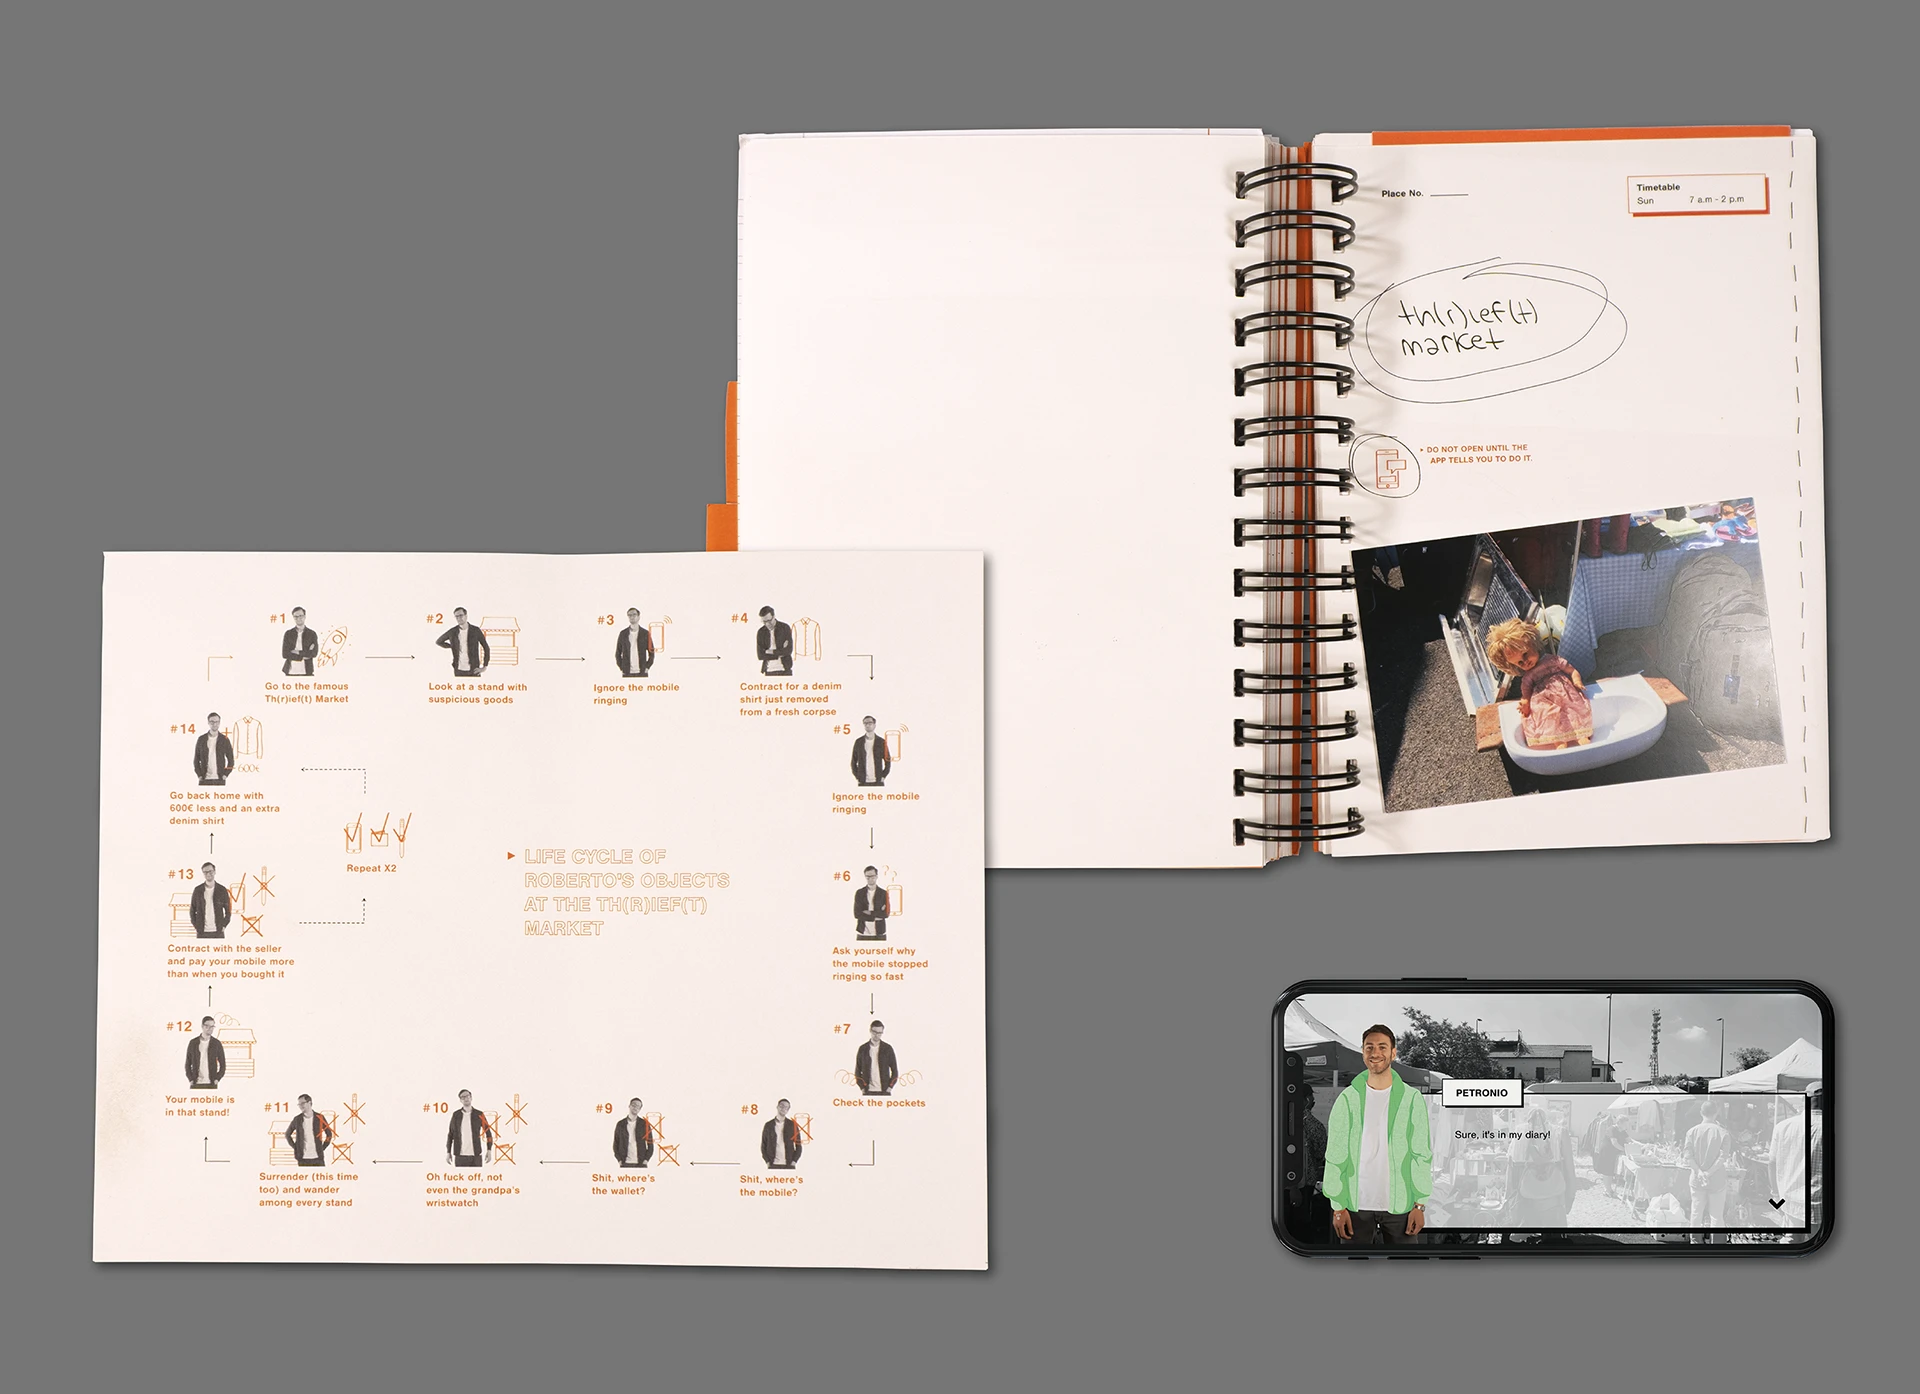 Place No.
Timetable
Sun 7 a.m - 2 p.m
th(r)ief(t)
market
DO NOT OPEN UNTIL THE
APP TELLS YOU TO DO IT.
#1
Go to the famous
Th(r)ief(t) Market
#2
Look at a stand with
suspicious goods
#3
Ignore the mobile
ringing
#4
Contract for a denim
shirt just removed
from a fresh corpse
#5
Ignore the mobile
ringing
#6
Ask yourself why
the mobile stopped
ringing so fast
#7
Check the pockets
#8
Shit, where's
the mobile?
#9
Shit, where's
the wallet?
#10
Oh fuck off, not
even the grandpa's
wristwatch
#11
Surrender (this time
too) and wander
among every stand
#12
Your mobile is
in that stand!
#13
Contract with the seller
and pay your mobile more
than when you bought it
Repeat X2
#14
-600€
Go back home with
600€ less and an extra
denim shirt
LIFE CYCLE OF
ROBERTO'S OBJECTS
AT THE TH(R)IEF(T)
MARKET
PETRONIO
Sure, it's in my diary!